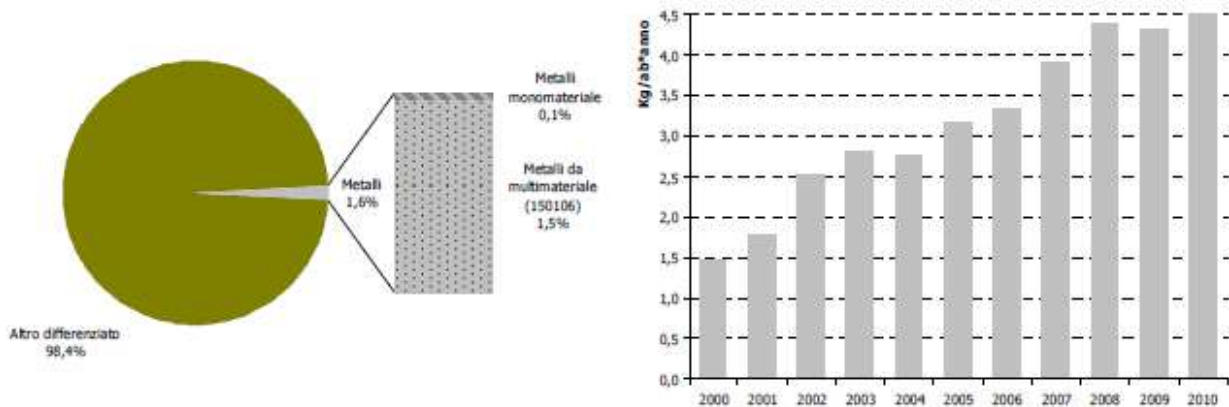 Metalli
monomateriale
0,1%
Metalli
1,6%
Metalli da
multimateriale
(150106)
1,5%
Altro differenziato
98,4%
Kg/ab*anno
4,5
4,0
3,5
3,0
2,5
2,0
1,5
1,0
0,5
0,0
2000 2001 2002 2003 2004 2005 2006 2007 2008 2009 2010